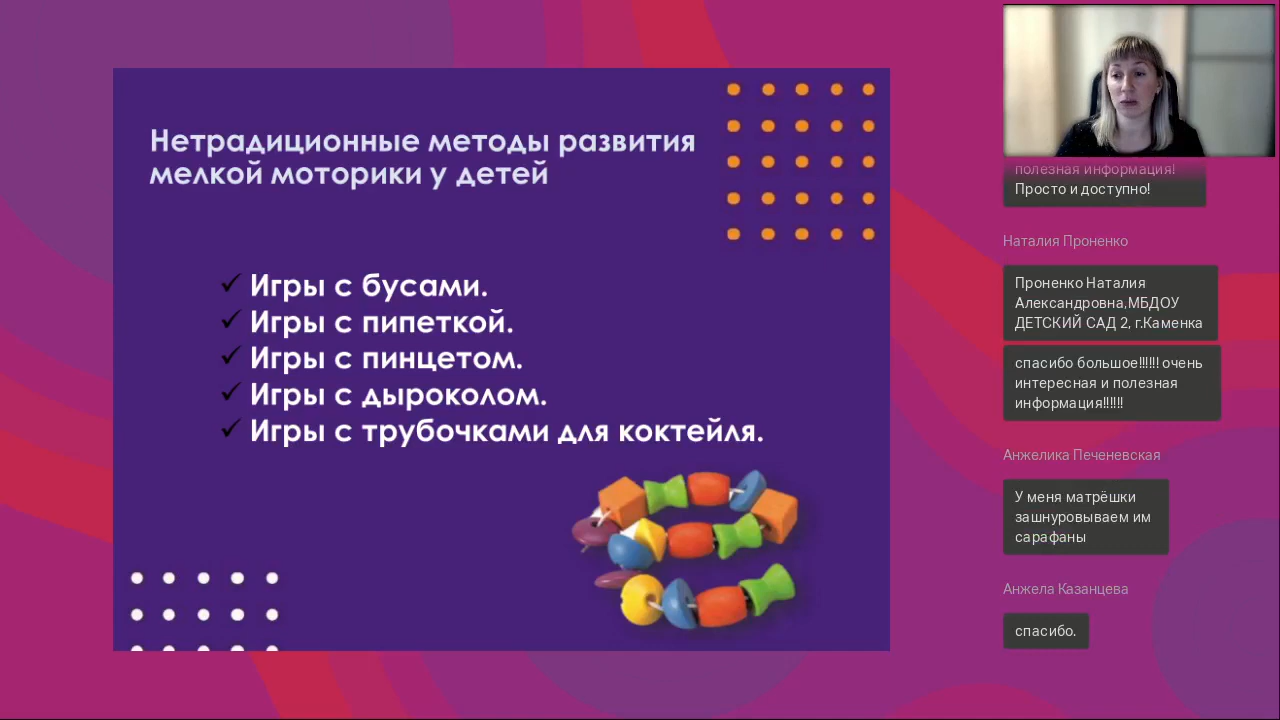 Нетрадиционные методы развития
мелкой моторики у детей
Игры с бусами.
Игры с пипеткой.
Игры с пинцетом.
Игры с дыроколом.
Игры с трубочками для коктейля.
полезная информация!
Просто и доступно!
Наталия Проненко
Проненко Наталия
Александровна.МБДОУ
ДЕТСКИЙ САД 2, г.Каменка
спасибо большое!!!!!! очень
интересная и полезная
информация!!!!!!
Анжелика Печеневская
У меня матрёшки
зашнуровываем им
сарафаны
Анжела Казанцева
спасибо.